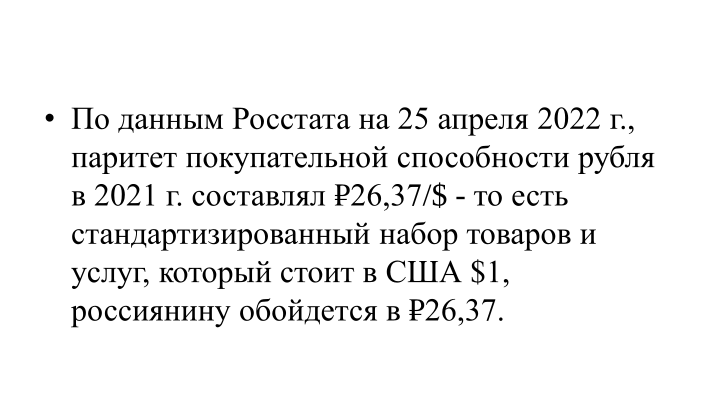 • По данным Росстата на 25 апреля 2022 г.,
паритет покупательной способности рубля
в 2021 г. составлял ₽26,37/$ - то есть
стандартизированный набор товаров и
услуг, который стоит в США $1,
россиянину обойдется в ₽26,37.